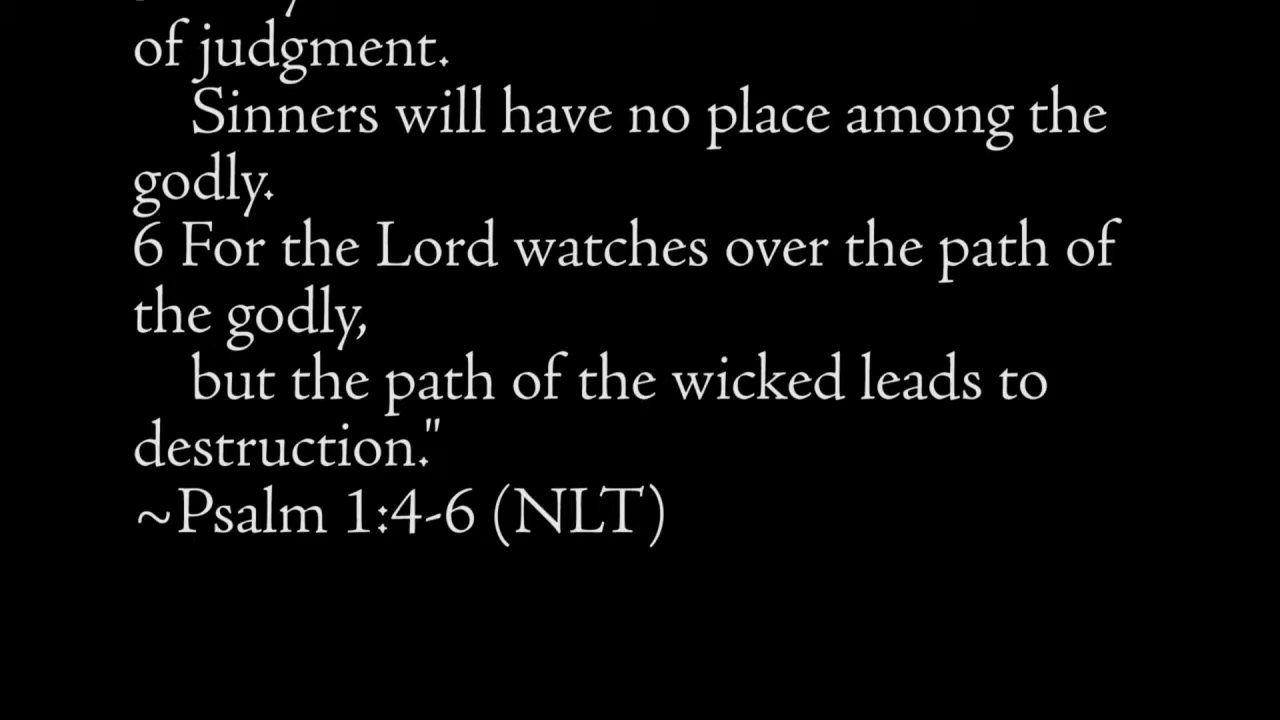 of judgment.
Sinners will have no place among the
godly.
6 For the Lord watches over the path of
the godly,
but the path of the wicked leads to
destruction."
~Psalm 1:4-6 (NLT)